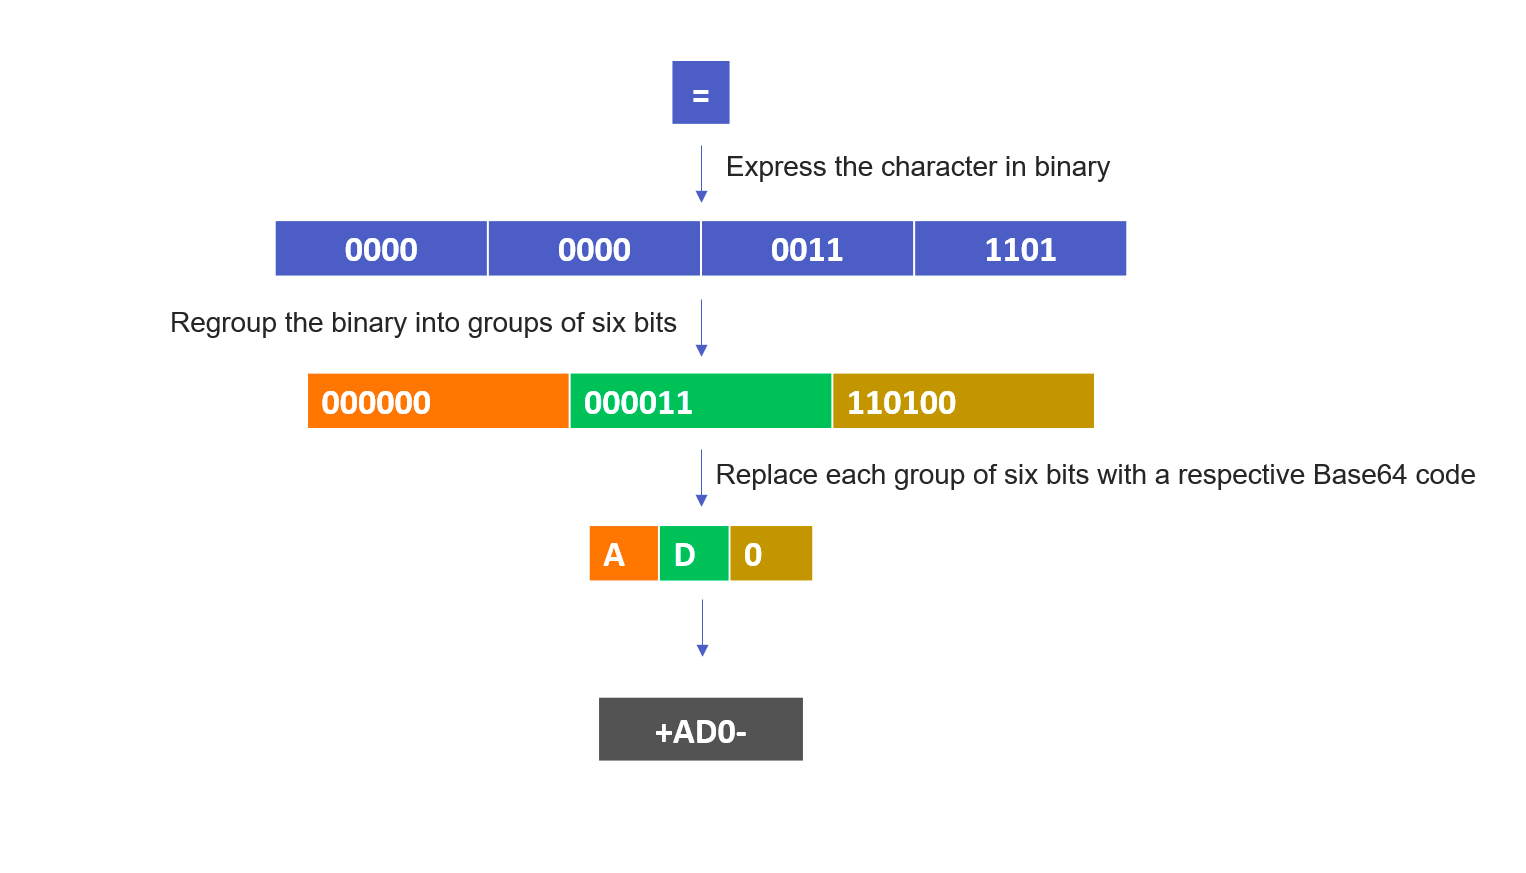 =
Express the character in binary
0000 0000 0011 1101
Regroup the binary into groups of six bits
000000 000011 110100
Replace each group of six bits with a respective Base64 code
A D 0
+AD0-